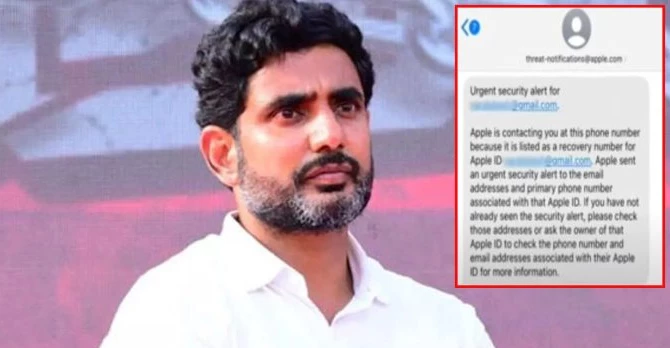 7
threat-notifications@apple.com
Urgent security alert for
@gmail.com.
Apple is contacting you at this phone number
because it is listed as a recovery number for
Apple ID @gmail.com. Apple sent
an urgent security alert to the email
addresses and primary phone number
associated with that Apple ID. If you have not
already seen the security alert, please check
those addresses or ask the owner of that
Apple ID to check the phone number and
email addresses associated with their Apple
ID for more information.